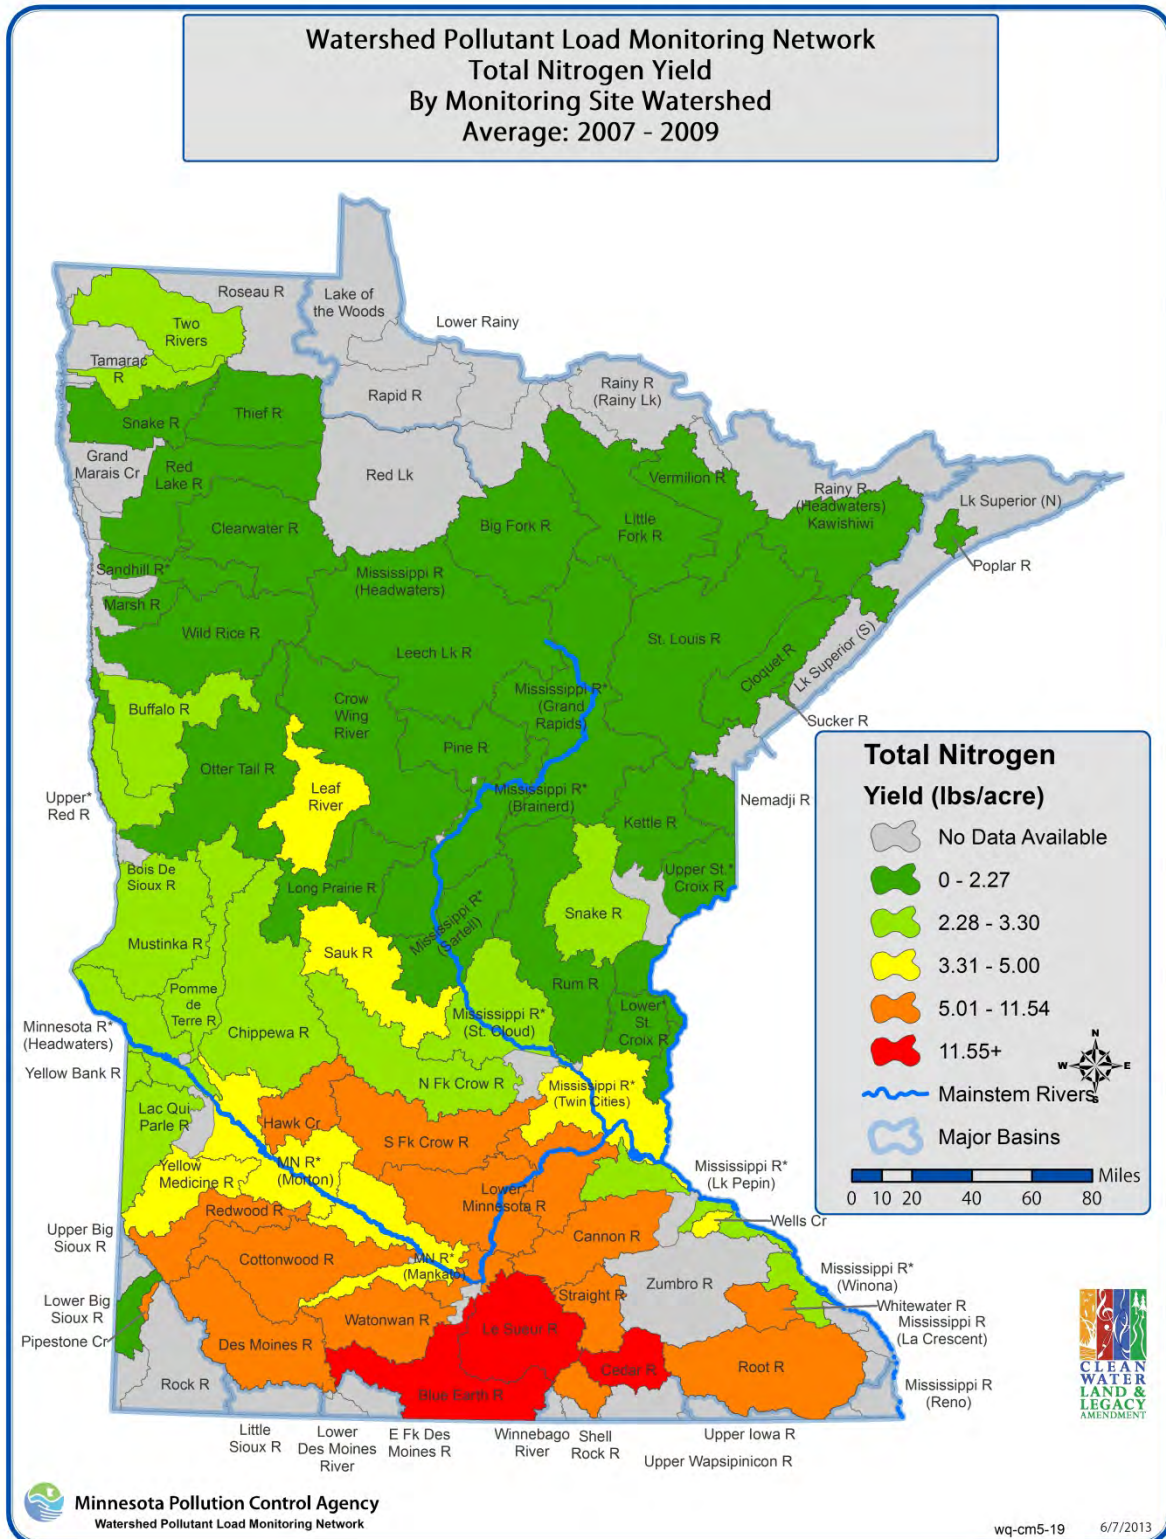 Watershed Pollutant Load Monitoring Network
Total Nitrogen Yield
By Monitoring Site Watershed
Average: 2007 - 2009
Roseau R
Lake of
the Woods
Lower Rainy
Two
Rivers
Tamarac
R
Rapid R
Rainy R
(Rainy Lk)
Snake R
Thief R
Grand
Marais Cr
Red
Lake R
Red Lk
Vermilion R
Rainy R
(Headwaters)
Kawishiwi
Lk Superior (N)
Clearwater R
Big Fork R
Little
Fork R
Poplar R
Sandhill R*
Mississippi R
(Headwaters)
Marsh R
Wild Rice R
Leech Lk R
St. Louis R
Cloquet R
Lk Superior (S)
Sucker R
Buffalo R
Crow
Wing
River
Mississippi R*
(Grand
Rapids)
Pine R
Otter Tail R
Leaf
River
Upper*
Red R
Mississippi R*
(Brainerd)
Kettle R
Nemadji R
Bois De
Sioux R
Long Prairie R
Upper St.*
Croix R
Mustinka R
Sauk R
Mississippi R*
(Sartell)
Snake R
Pomme
de
Terre R
Chippewa R
Mississippi R*
(St. Cloud)
Rum R
Lower*
St.
Croix R
Minnesota R*
(Headwaters)
Yellow Bank R
Lac Qui
Parle R
N Fk Crow R
Mississippi R*
(Twin Cities)
Hawk Cr
S Fk Crow R
Yellow
Medicine R
MN R*
(Morton)
Lower*
Minnesota R
Mississippi R*
(Lk Pepin)
Redwood R
Wells Cr
Upper Big
Sioux R
Cottonwood R
MN R*
(Mankato)
Cannon R
Mississippi R*
(Winona)
Zumbro R
Lower Big
Sioux R
Pipestone Cr
Watonwan R
Straight R
Whitewater R
Mississippi R
(La Crescent)
Des Moines R
Le Sueur R
Cedar R
Root R
Rock R
Blue Earth R
Mississippi R
(Reno)
Little
Sioux R
Lower
Des Moines
River
E Fk Des
Moines R
Winnebago
River
Shell
Rock R
Upper Iowa R
Upper Wapsipinicon R
Total Nitrogen
Yield (lbs/acre)
No Data Available
0 - 2.27
2.28 - 3.30
3.31 - 5.00
5.01 - 11.54
11.55+
Mainstem Rivers
Major Basins
N
W E
S
Miles
0 10 20 40 60 80
CLEAN
WATER
LAND &
LEGACY
AMENDMENT
Minnesota Pollution Control Agency
Watershed Pollutant Load Monitoring Network
wq-cm5-19 6/7/2013